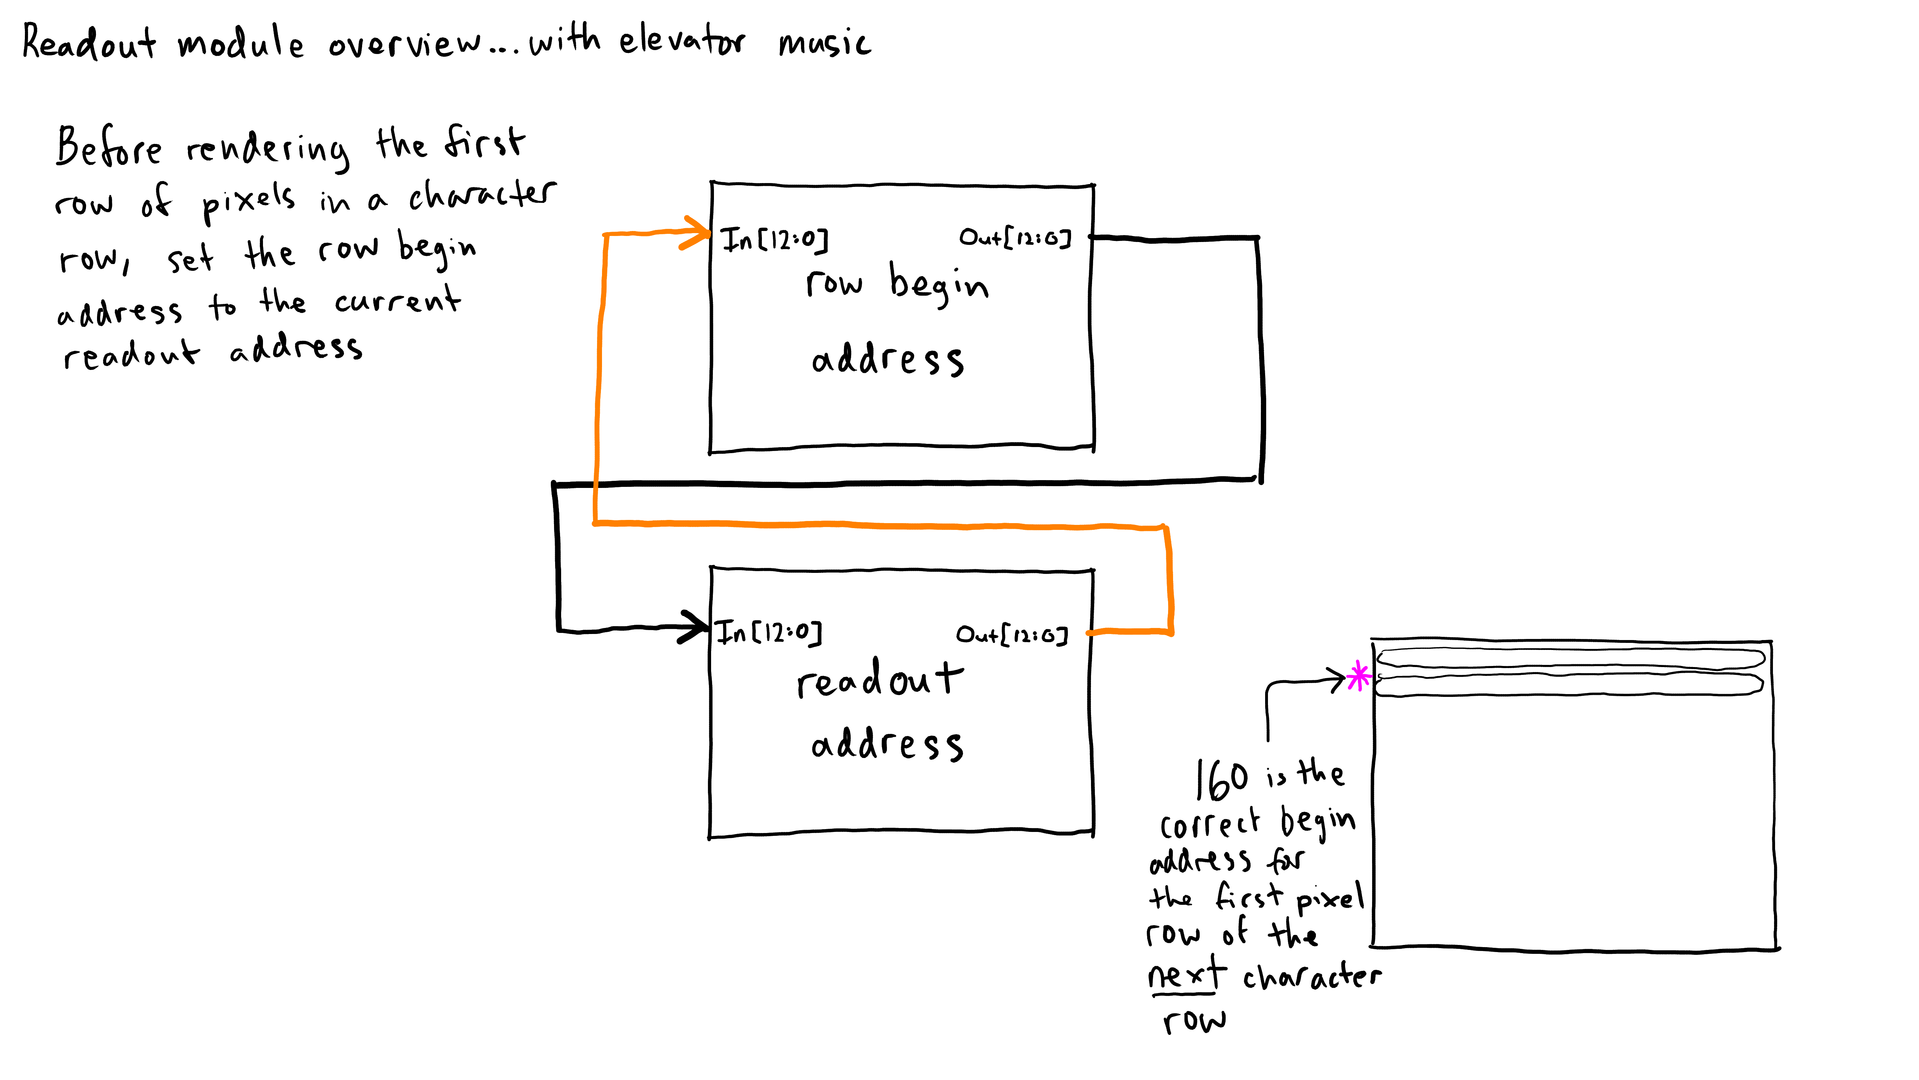 Readout module overview...with elevator music
Before rendering the first
row of pixels in a character
row, set the row begin
address to the current
readout address
In[12:0] Out[12:0]
row begin
address
In[12:0] Out[12:0]
readout
address
160 is the
correct begin
address for
the first pixel
row of the
next character
row